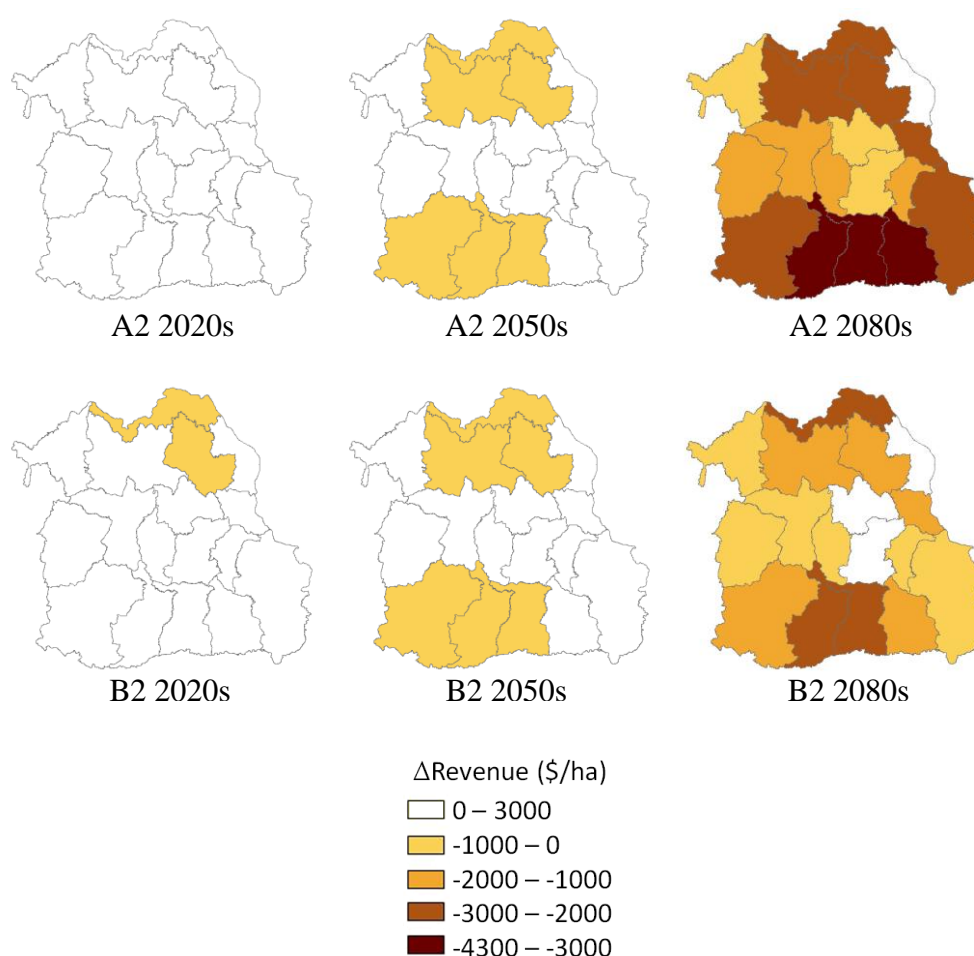 A2 2020s
A2 2050s
A2 2080s
B2 2020s
B2 2050s
B2 2080s
ΔRevenue ($/ha)
0 – 3000
-1000 – 0
-2000 – -1000
-3000 – -2000
-4300 – -3000